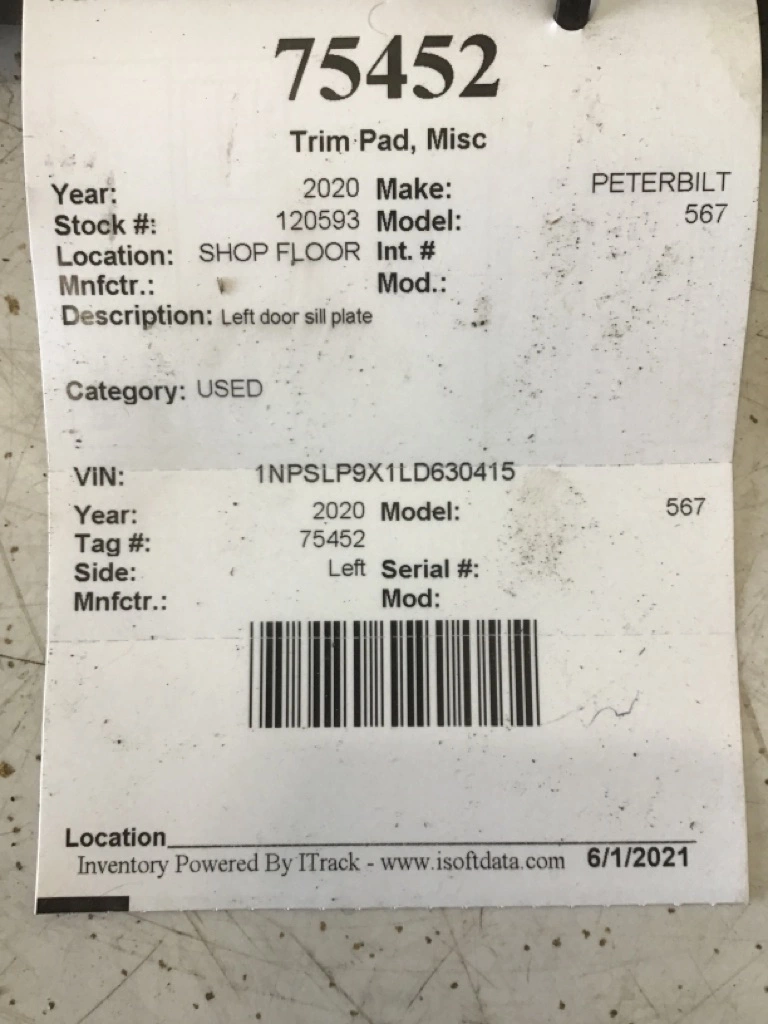 75452
Trim Pad, Misc
Year: 2020 Make: PETERBILT
Stock #: 120593 Model: 567
Location: SHOP FLOOR Int. #
Mnfctr.: Mod.:
Description: Left door sill plate
Category: USED
VIN: 1NPSLP9X1LD630415
Year: 2020 Model: 567
Tag #: 75452
Side: Left Serial #:
Mnfctr.: Mod:
Location
Inventory Powered By ITrack - www.isoftdata.com 6/1/2021